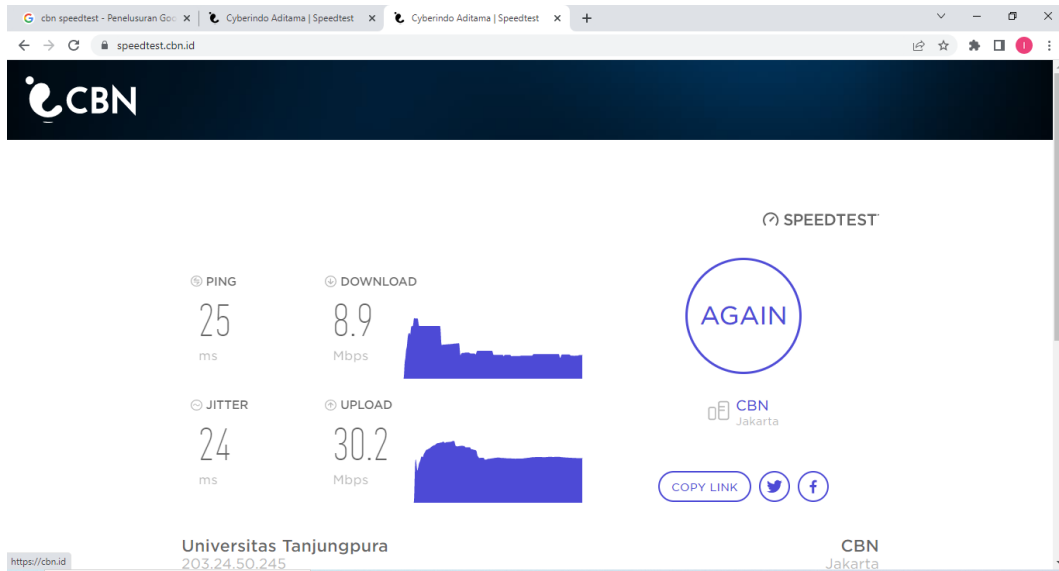 cbn speedtest - Penelusuran Goo
Cyberindo Aditama | Speedtest
Cyberindo Aditama | Speedtest
speedtest.cbn.id
I
CBN
SPEEDTEST
PING
DOWNLOAD
25
8.9
ms
Mbps
AGAIN
JITTER
UPLOAD
CBN
Jakarta
24
30.2
ms
Mbps
COPY LINK
Universitas Tanjungpura
CBN
203.24.50.245
Jakarta
https://cbn.id